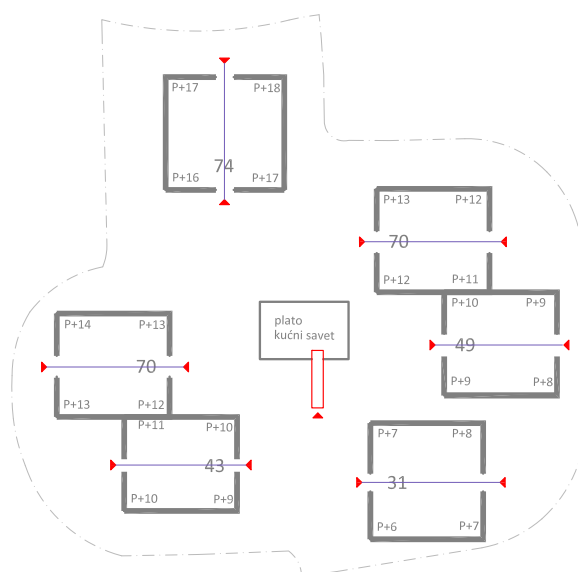 P+17 P+18
74
P+16 P+17
P+13 P+12
70
P+12 P+11
P+10 P+9
49
P+9 P+8
plato
kućni savet
P+14 P+13
70
P+13 P+12
P+11 P+10
43
P+10 P+9
P+7 P+8
31
P+6 P+7